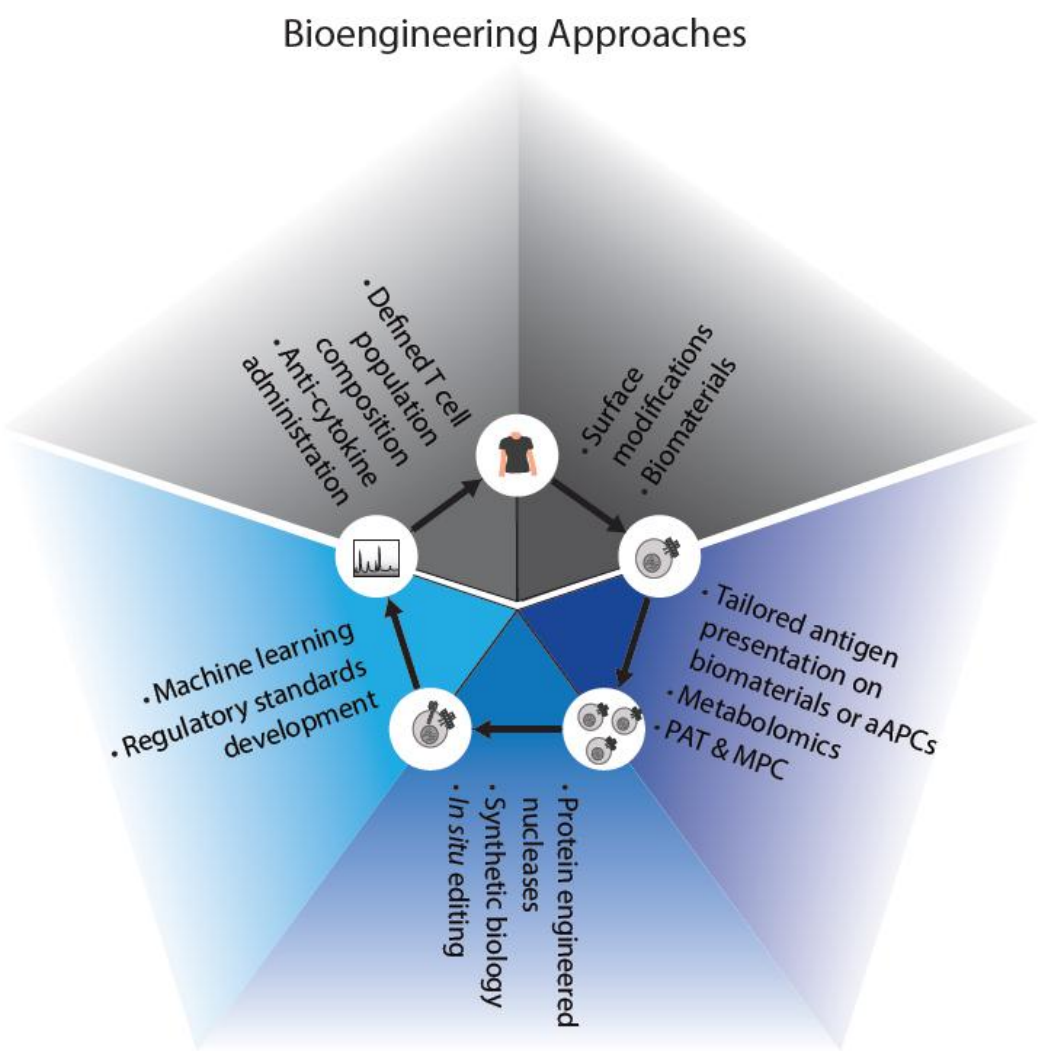 Bioengineering Approaches
• Defined T cell
population
composition
• Anti-cytokine
administration
• Surface
modifications
• Biomaterials
• Tailored antigen
presentation on
biomaterials or aAPCs
• Metabolomics
• PAT & MPC
• Protein engineered
nucleases
• Synthetic biology
• In situ editing
• Machine learning
• Regulatory standards
development